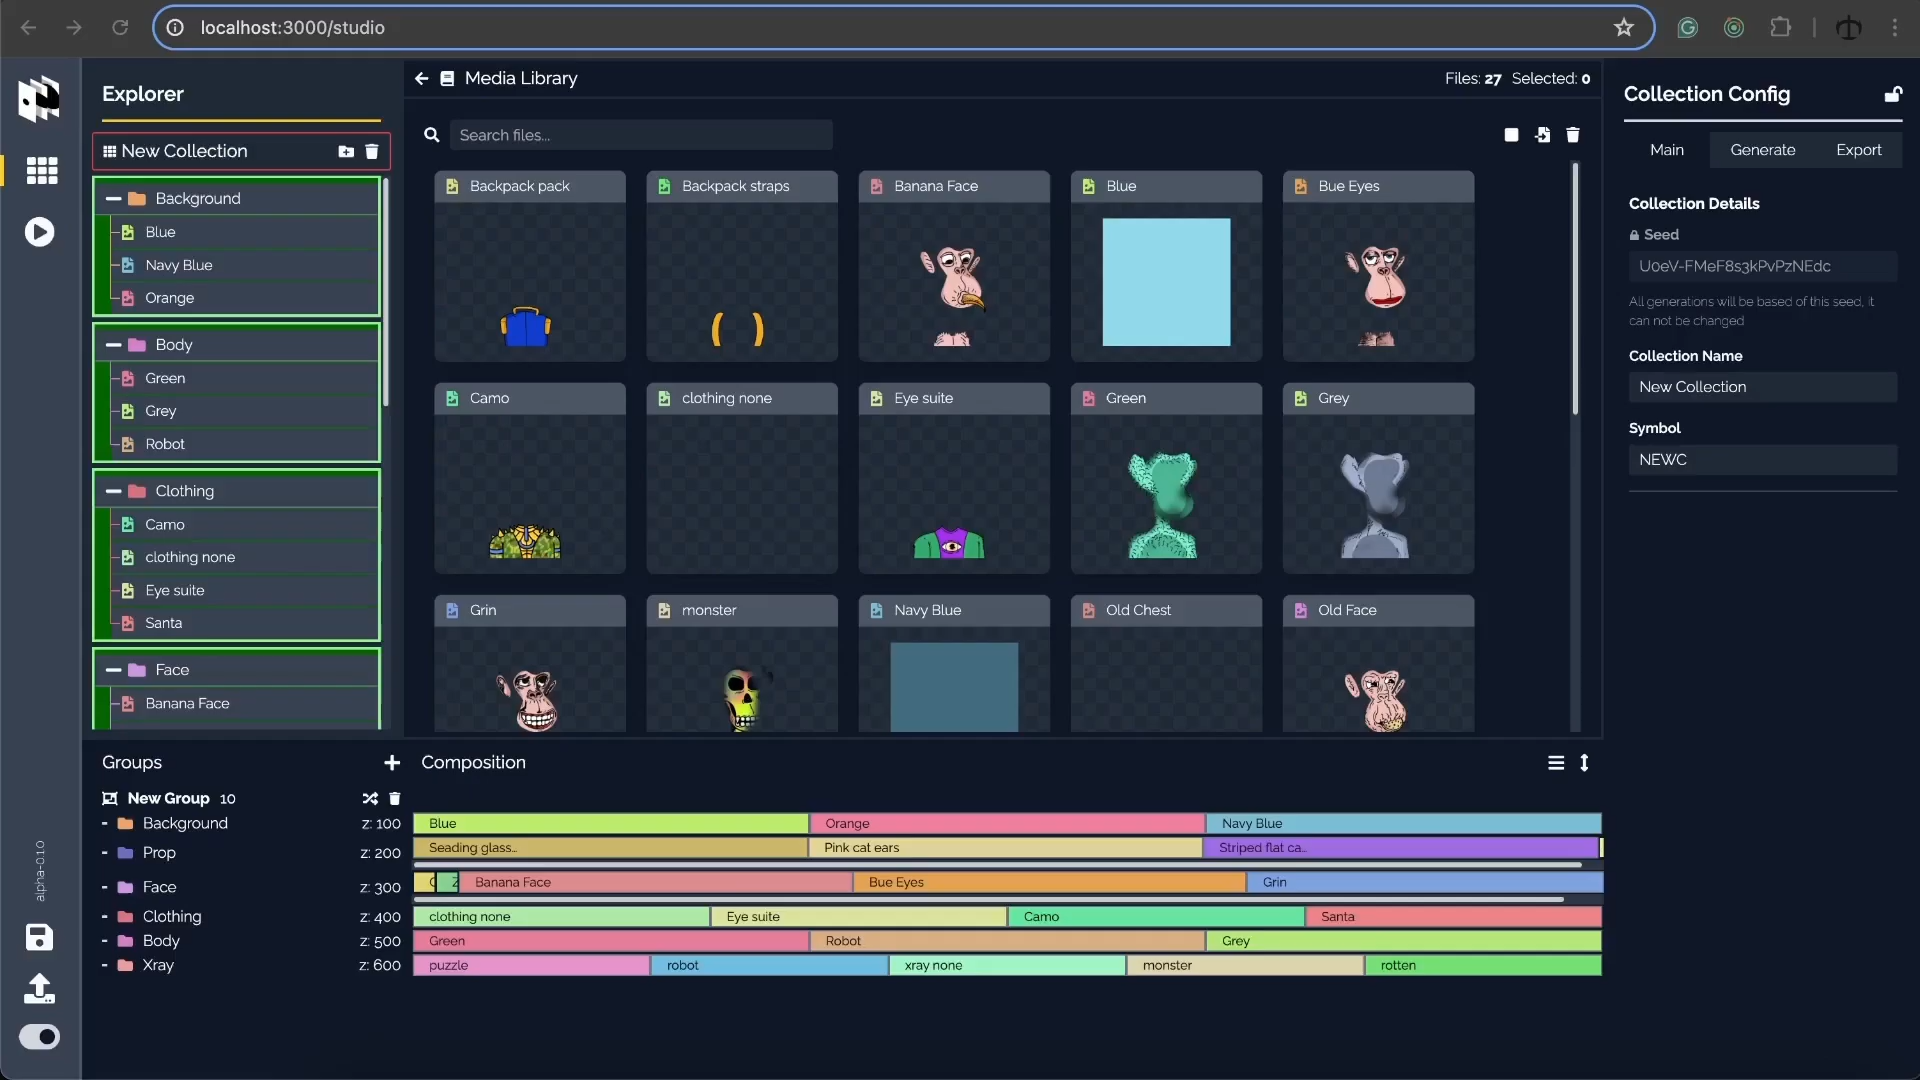 localhost:3000/studio
Explorer
New Collection
Background
Blue
Navy Blue
Orange
Body
Green
Grey
Robot
Clothing
Camo
clothing none
Eye suite
Santa
Face
Banana Face
Media Library
Files: 27 Selected: 0
Search files...
Backpack pack
Backpack straps
Banana Face
Blue
Bue Eyes
Camo
clothing none
Eye suite
Green
Grey
Grin
monster
Navy Blue
Old Chest
Old Face
Collection Config
Main Generate Export
Collection Details
Seed
U0eV-FMeF8s3kPvPzNEdc
All generations will be based of this seed, it
can not be changed
Collection Name
New Collection
Symbol
NEWC
Groups
New Group 10
Background z: 100
Prop z: 200
Face z: 300
Clothing z: 400
Body z: 500
Xray z: 600
Composition
Blue Orange Navy Blue
Seading glass... Pink cat ears Striped flat ca...
Z Banana Face Bue Eyes Grin
clothing none Eye suite Camo Santa
Green Robot Grey
puzzle robot xray none monster rotten
alpha-0.1.0